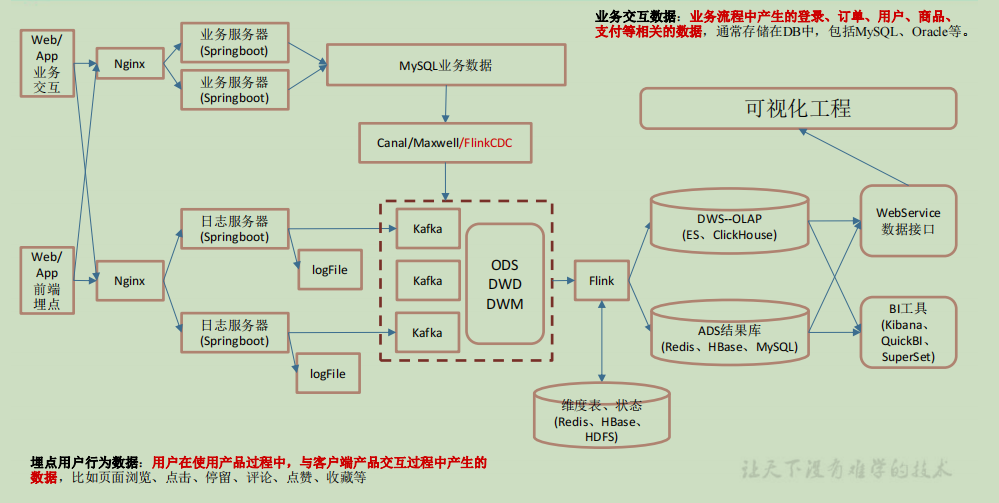 业务交互数据：业务流程中产生的登录、订单、用户、商品、
支付等相关的数据，通常存储在DB中，包括MySQL、Oracle等。
Web/
App
业务
交互
Nginx
业务服务器
(Springboot)
业务服务器
(Springboot)
MySQL业务数据
Canal/Maxwell/FlinkCDC
可视化工程
Web/
App
前端
埋点
Nginx
日志服务器
(Springboot)
logFile
日志服务器
(Springboot)
logFile
Kafka
Kafka
Kafka
ODS
DWD
DWM
Flink
DWS--OLAP
(ES、ClickHouse)
ADS结果库
(Redis、HBase、MySQL)
维度表、状态
(Redis、HBase、
HDFS)
WebService
数据接口
BI工具
(Kibana、
QuickBI、
SuperSet)
埋点用户行为数据：用户在使用产品过程中，与客户端产品交互过程中产生的
数据，比如页面浏览、点击、停留、评论、点赞、收藏等
让天下没有难学的技术